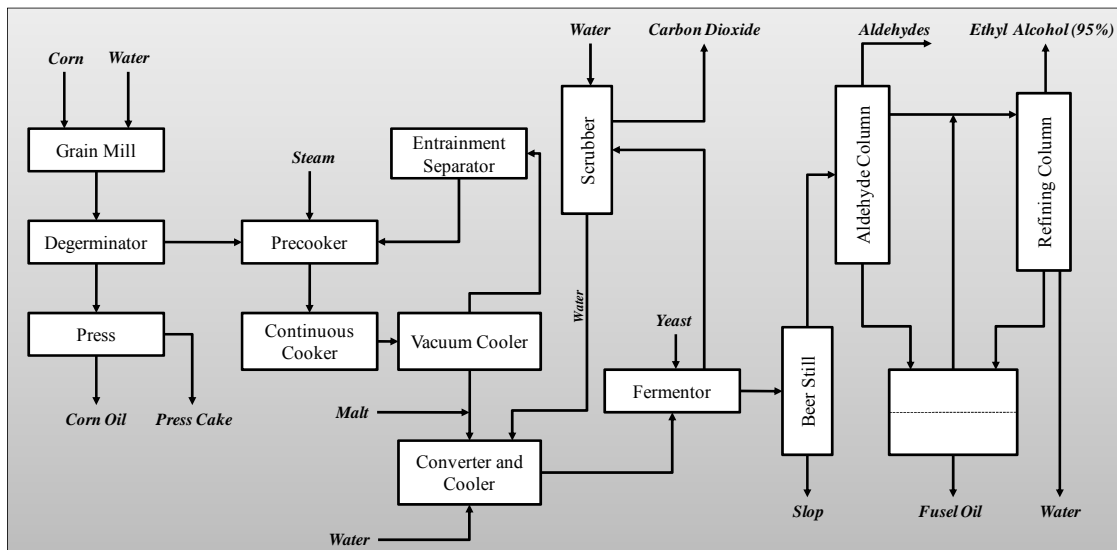 Corn
Water
Grain Mill
Degerminator
Press
Corn Oil
Press Cake
Steam
Precooker
Continuous
Cooker
Entrainment
Separator
Vacuum Cooler
Malt
Converter and
Cooler
Water
Water
Scrubber
Water
Carbon Dioxide
Yeast
Fermentor
Beer Still
Slop
Aldehydes
Aldehyde Column
Ethyl Alcohol (95%)
Refining Column
Fusel Oil
Water